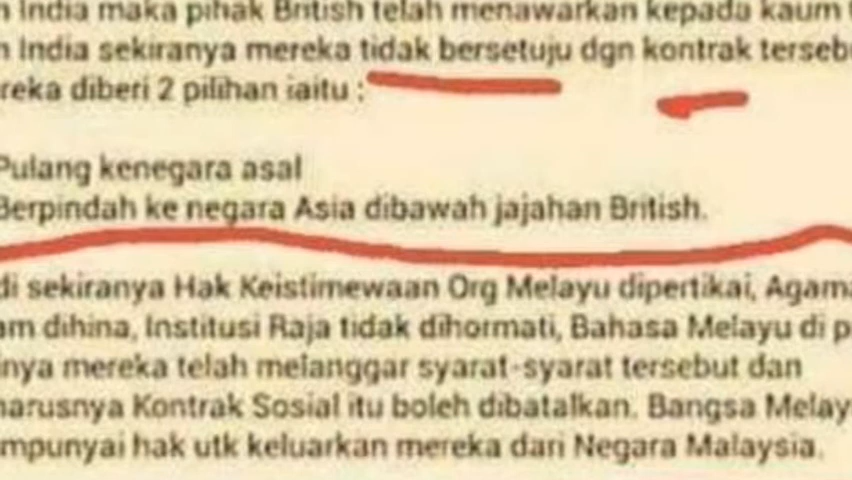 India maka pihak British telah menawarkan kepada kaum
India sekiranya mereka tidak bersetuju dgn kontrak terseb
reka diberi 2 pilihan iaitu :
Pulang kenegara asal
Berpindah ke negara Asia dibawah jajahan British.
di sekiranya Hak Keistimewaan Org Melayu dipertikai, Agam
am dihina, Institusi Raja tidak dihormati, Bahasa Melayu di p
inya mereka telah melanggar syarat-syarat tersebut dan
harusnya Kontrak Sosial itu boleh dibatalkan. Bangsa Melay
mpunyai hak utk keluarkan mereka dari Negara Malaysia.